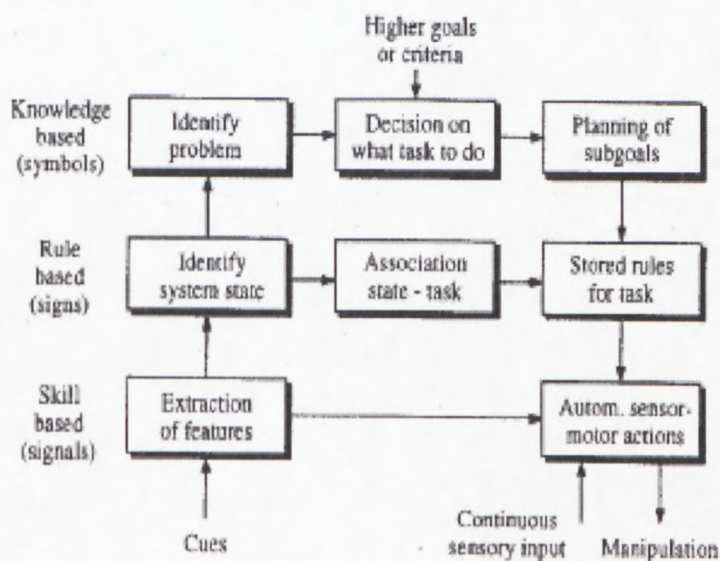 Higher goals
or criteria
Knowledge
based
(symbols)
Identify
problem
Decision on
what task to do
Planning of
subgoals
Rule
based
(signs)
Identify
system state
Association
state - task
Stored rules
for task
Skill
based
(signals)
Extraction
of features
Autom. sensor-
motor actions
Cues
Continuous
sensory input
Manipulation